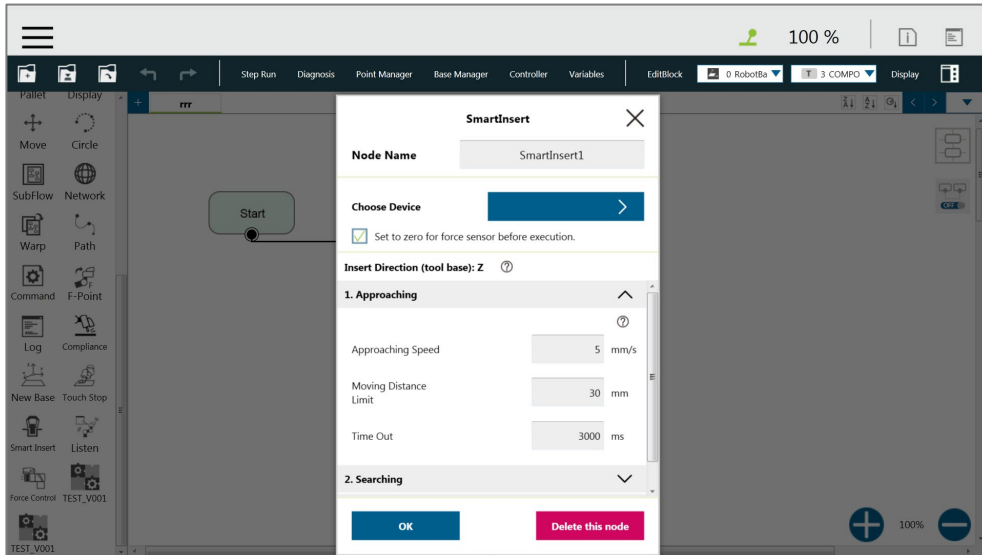 100 %
Step Run Diagnosis Point Manager Base Manager Controller Variables EditBlock 0 RobotBa T 3 COMPO Display
Pallet Display
+ rrr
Move Circle
SubFlow Network
Warp Path
Command F-Point
Log Compliance
New Base Touch Stop
Smart Insert Listen
Force Control TEST_V001
TEST_V001
Start
OFF
SmartInsert
Node Name SmartInsert1
Choose Device
Set to zero for force sensor before execution.
Insert Direction (tool base): Z
1. Approaching
Approaching Speed 5 mm/s
Moving Distance
Limit 30 mm
Time Out 3000 ms
2. Searching
OK Delete this node
100%